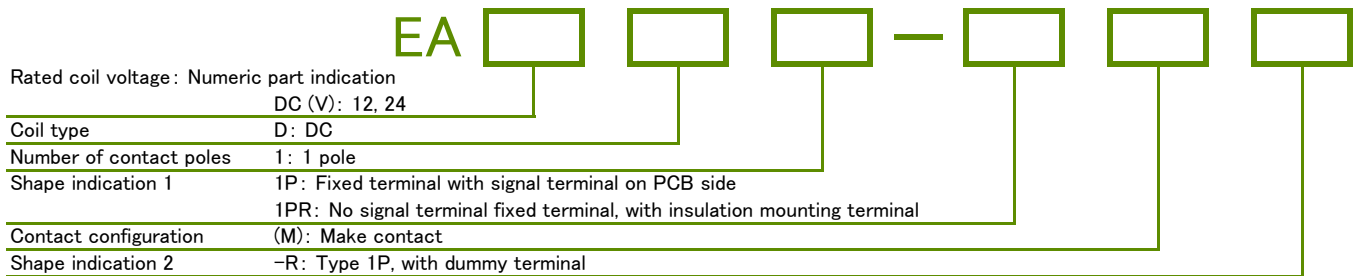 EA —
Rated coil voltage: Numeric part indication
DC (V): 12, 24
Coil type D: DC
Number of contact poles 1: 1 pole
Shape indication 1 1P: Fixed terminal with signal terminal on PCB side
1PR: No signal terminal fixed terminal, with insulation mounting terminal
Contact configuration (M): Make contact
Shape indication 2 -R: Type 1P, with dummy terminal